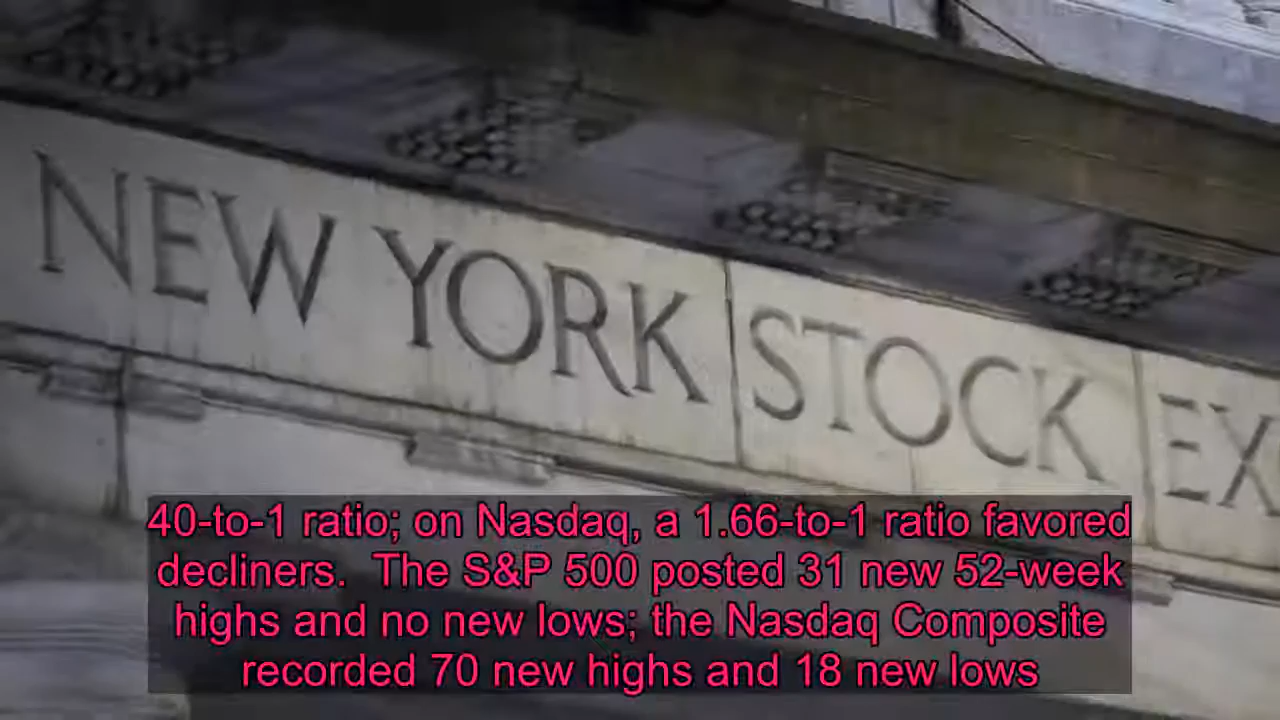 NEW YORK STOCK EX
40-to-1 ratio; on Nasdaq, a 1.66-to-1 ratio favored
decliners.  The S&P 500 posted 31 new 52-week
highs and no new lows; the Nasdaq Composite
recorded 70 new highs and 18 new lows